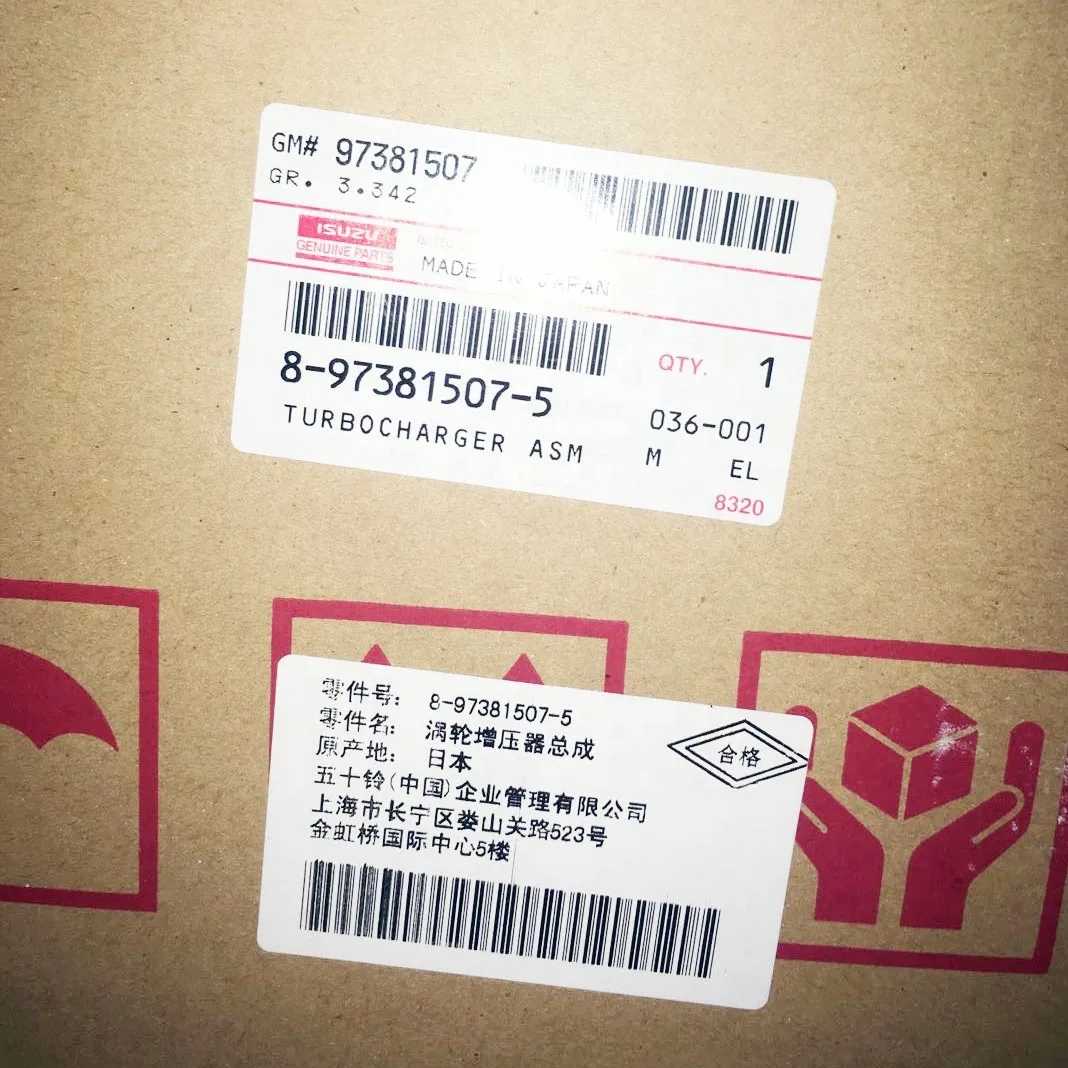 GM# 97381507
GR. 3.342
ISUZU
GENUINE PARTS
MADE IN JAPAN
8-97381507-5
TURBOCHARGER ASM
QTY. 1
036-001
M EL
8320
零件号: 8-97381507-5
零件名: 涡轮增压器总成
原产地: 日本
合格
五十铃(中国)企业管理有限公司
上海市长宁区娄山关路523号
金虹桥国际中心5楼